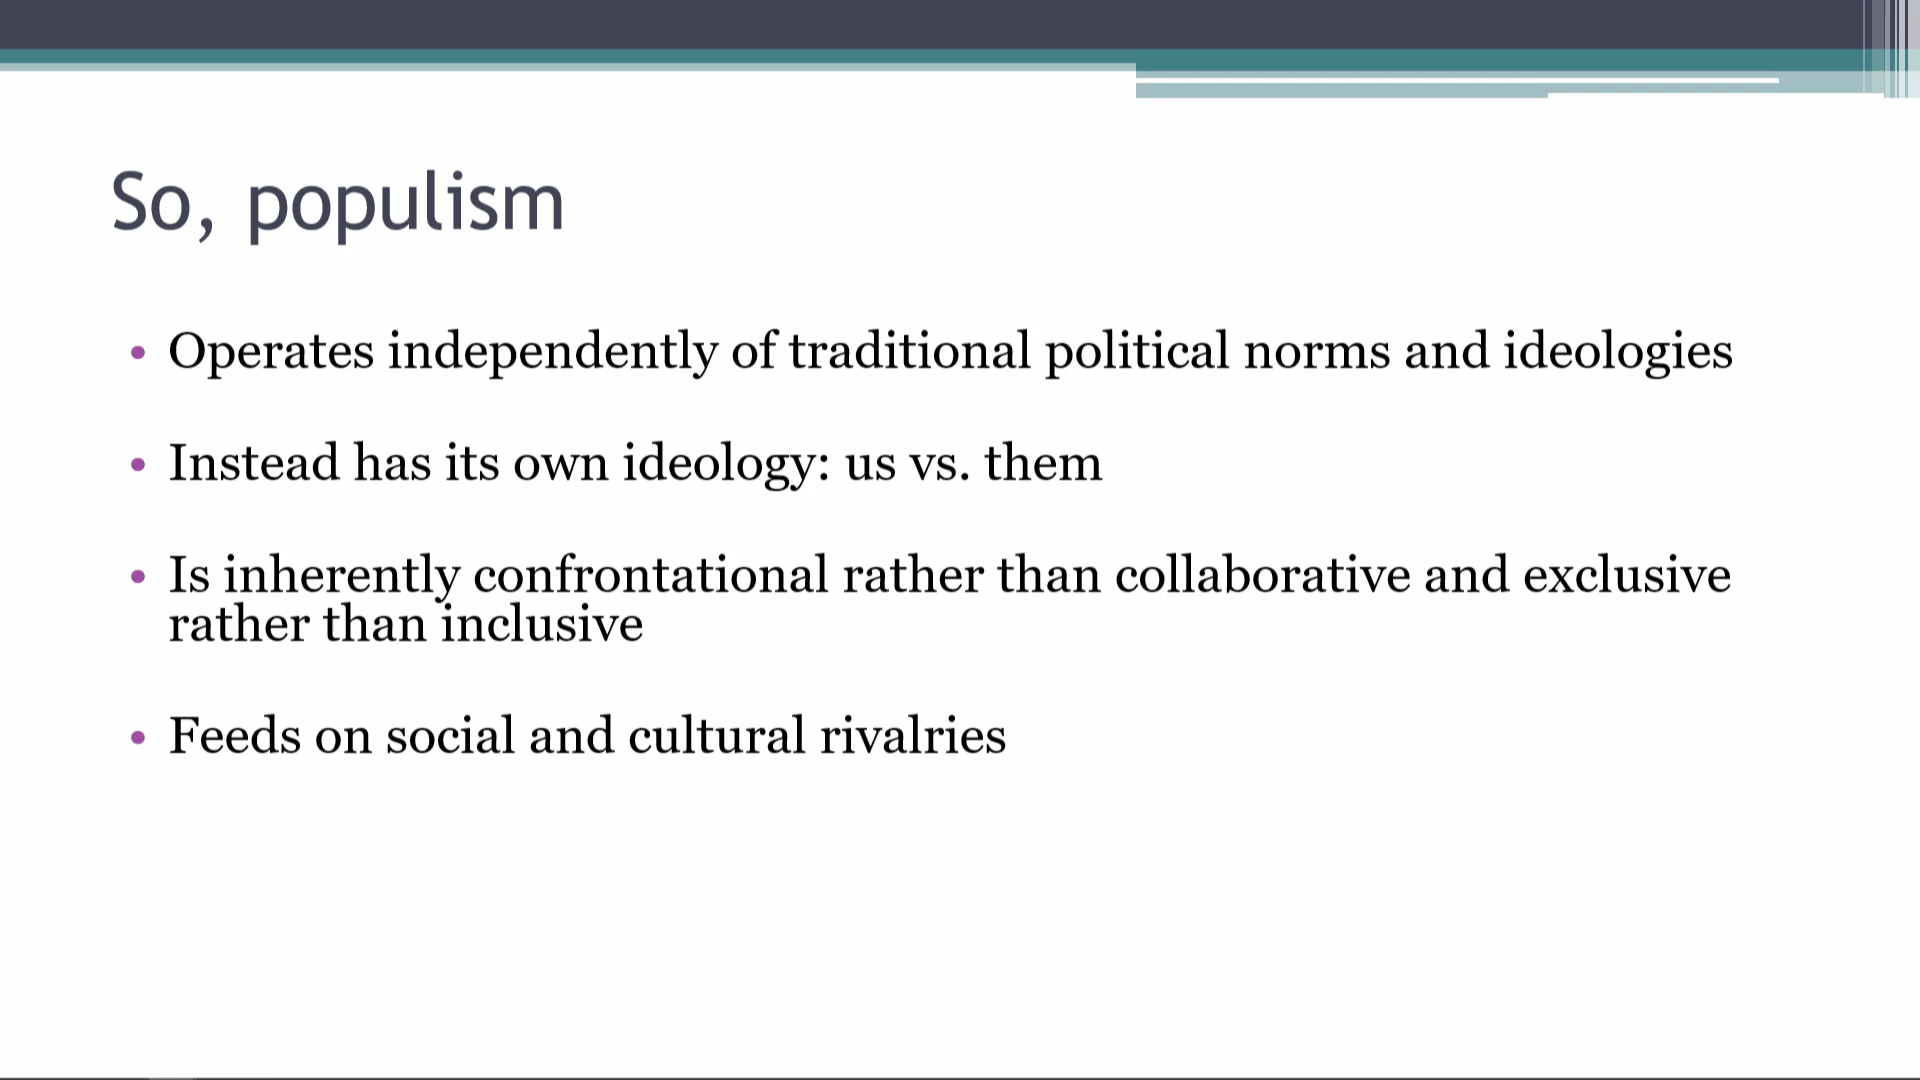 So, populism
• Operates independently of traditional political norms and ideologies
• Instead has its own ideology: us vs. them
• Is inherently confrontational rather than collaborative and exclusive
rather than inclusive
• Feeds on social and cultural rivalries